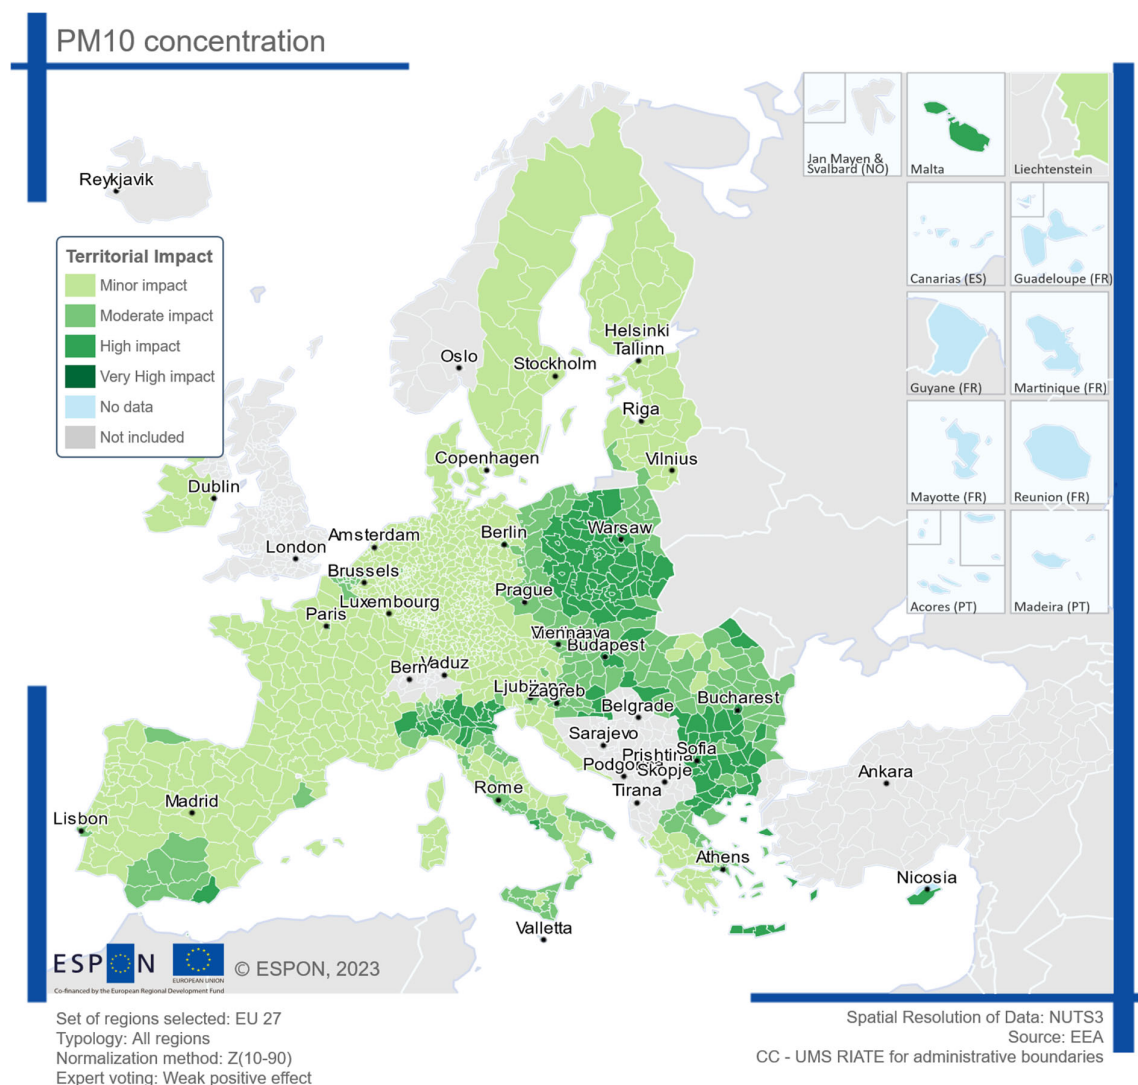 PM10 concentration
Reykjavik
Territorial Impact
Minor impact
Moderate impact
High impact
Very High impact
No data
Not included
Jan Mayen &
Svalbard (NO)
Malta
Liechtenstein
Canarias (ES)
Guadeloupe (FR)
Guyane (FR)
Martinique (FR)
Mayotte (FR)
Reunion (FR)
Acores (PT)
Madeira (PT)
Helsinki
Tallinn
Oslo
Stockholm
Riga
Copenhagen
Vilnius
Dublin
Berlin
Warsaw
Amsterdam
London
Brussels
Prague
Luxembourg
Paris
Vienna
Budapest
Bern
Vaduz
Zagreb
Bucharest
Belgrade
Sarajevo
Sofia
Skopje
Tirana
Ankara
Rome
Madrid
Lisbon
Athens
Nicosia
Valletta
ESPON
Co-financed by the European Regional Development Fund
EUROPEAN UNION
© ESPON, 2023
Set of regions selected: EU 27
Typology: All regions
Normalization method: Z(10-90)
Expert voting: Weak positive effect
Spatial Resolution of Data: NUTS3
Source: EEA
CC - UMS RIATE for administrative boundaries